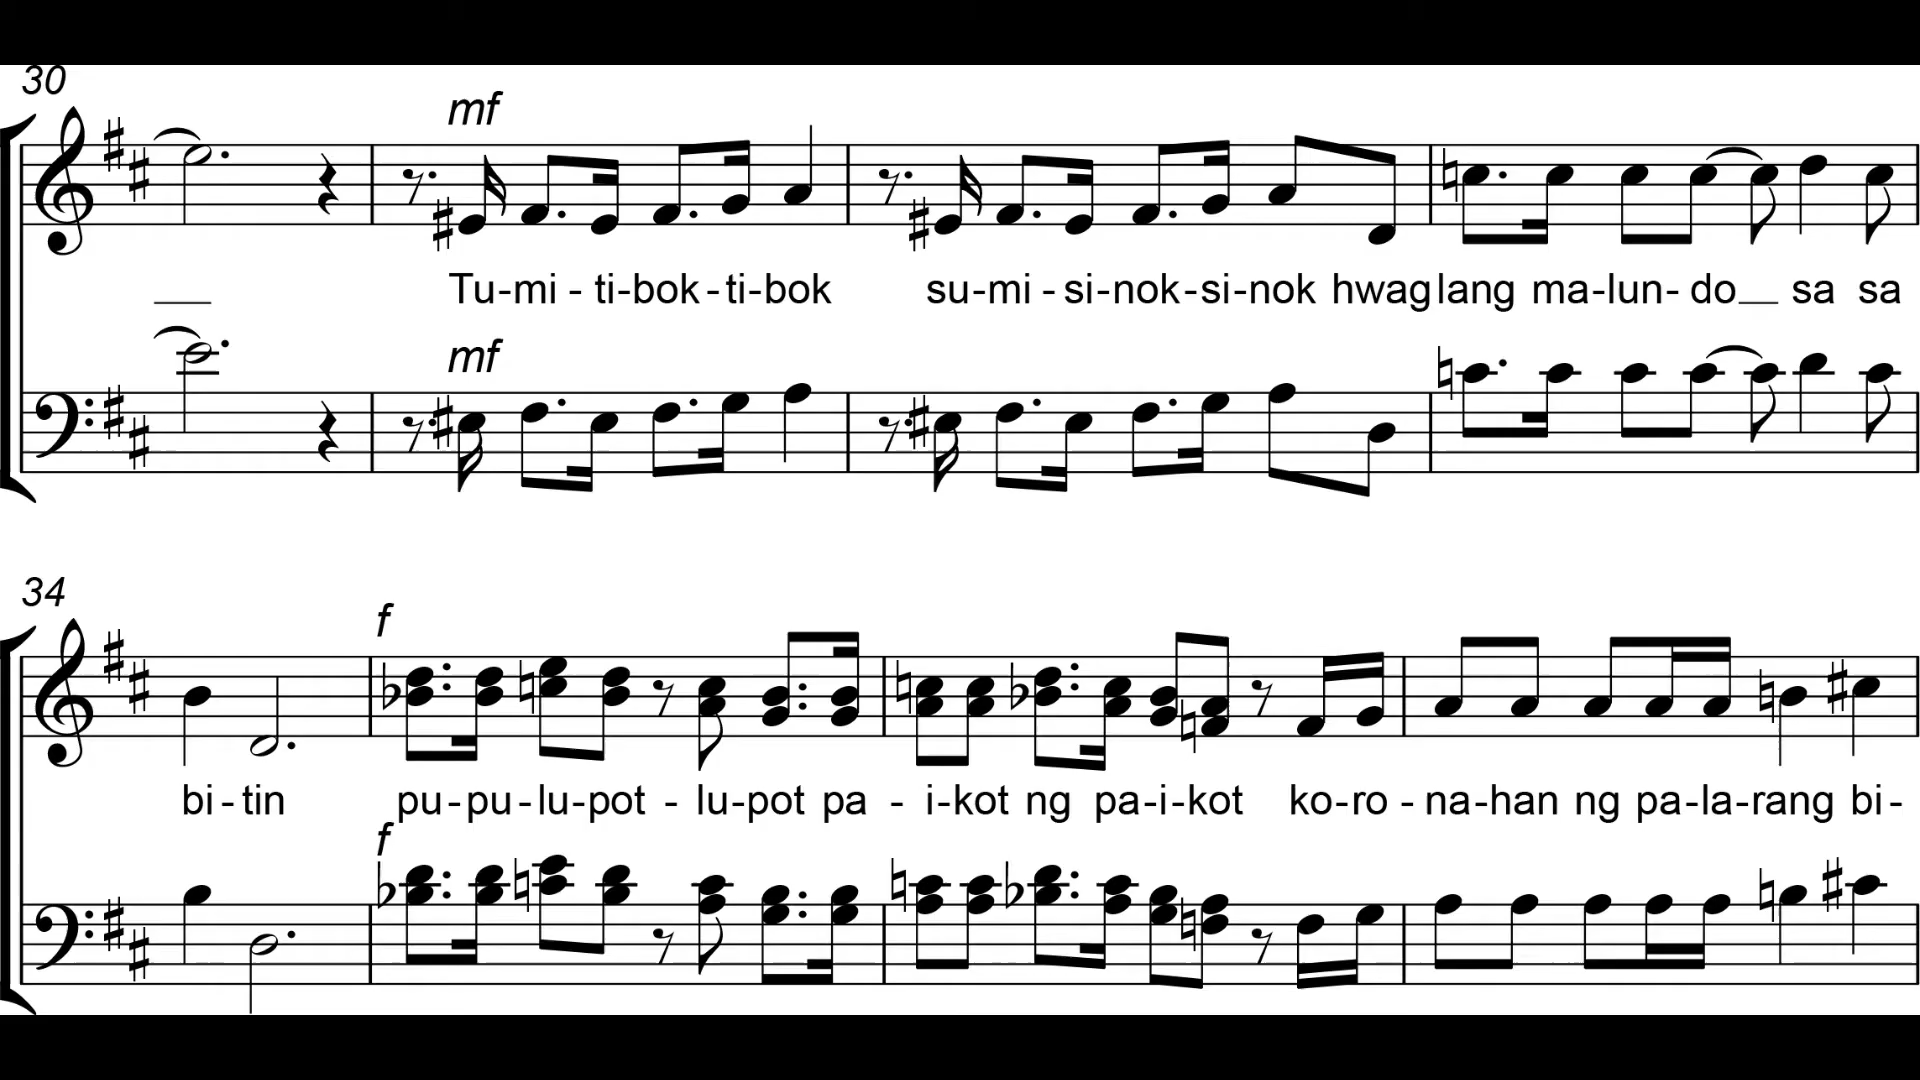 30
mf
Tu-mi - ti-bok - ti-bok su-mi - si-nok-si-nok hwag lang ma-lun- do__ sa sa
mf
34
f
bi - tin pu-pu-lu-pot - lu-pot pa - i-kot ng pa-i-kot ko-ro - na-han ng pa-la-rang bi -
f